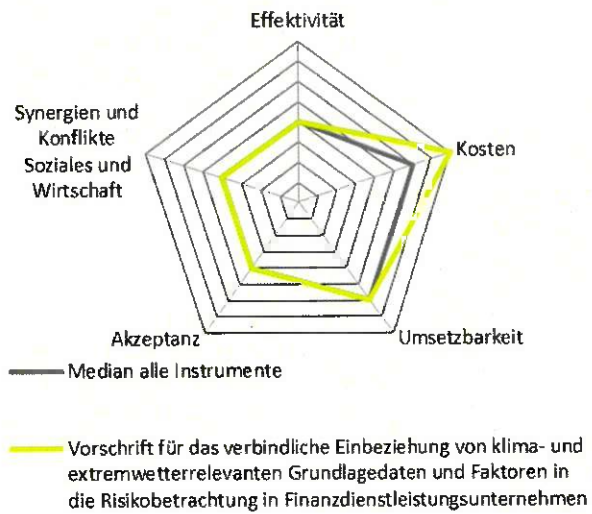 Effektivität
Synergien und
Konflikte
Soziales und
Wirtschaft
Kosten
Akzeptanz
Umsetzbarkeit
Median alle Instrumente
Vorschrift für das verbindliche Einbeziehung von klima- und
extremwetterrelevanten Grundlagedaten und Faktoren in
die Risikobetrachtung in Finanzdienstleistungsunternehmen